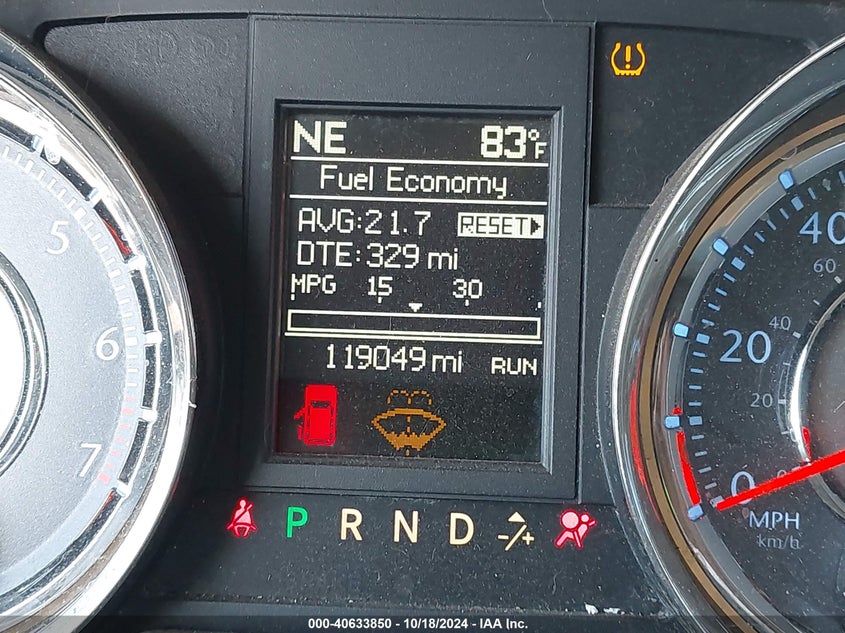 NE 83°F
Fuel Economy
AVG:21.7 RESET
DTE:329 mi
MPG 15 30
119049 mi RUN
5
6
7
40
60
20
40
20
0
MPH
km/h
P R N D -/+
000-40633850 - 10/18/2024 - IAA Inc.